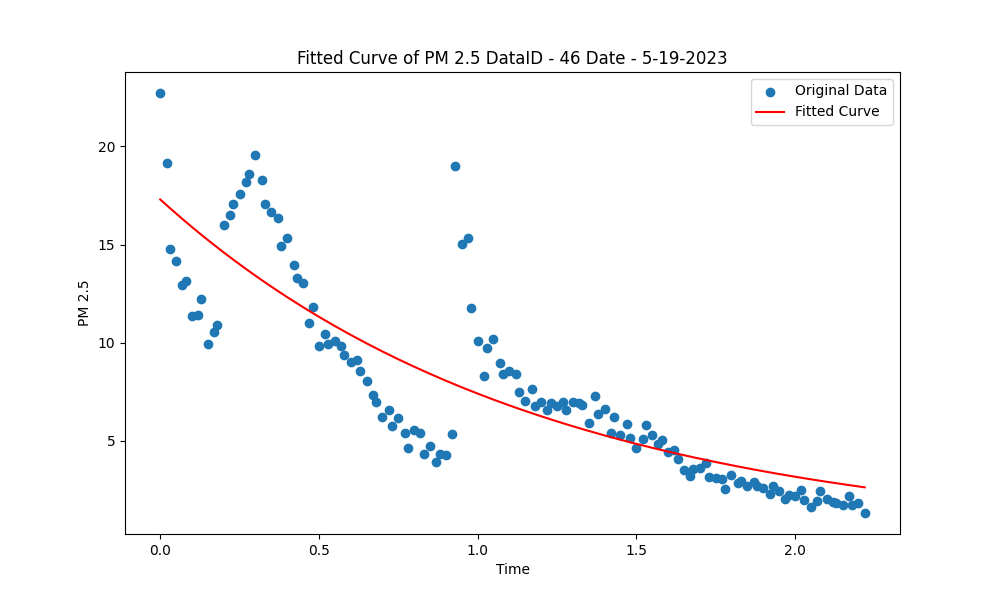 Fitted Curve of PM 2.5 DataID - 46 Date - 5-19-2023
Original Data
Fitted Curve
20
15
10
5
PM 2.5
0.0 0.5 1.0 1.5 2.0
Time